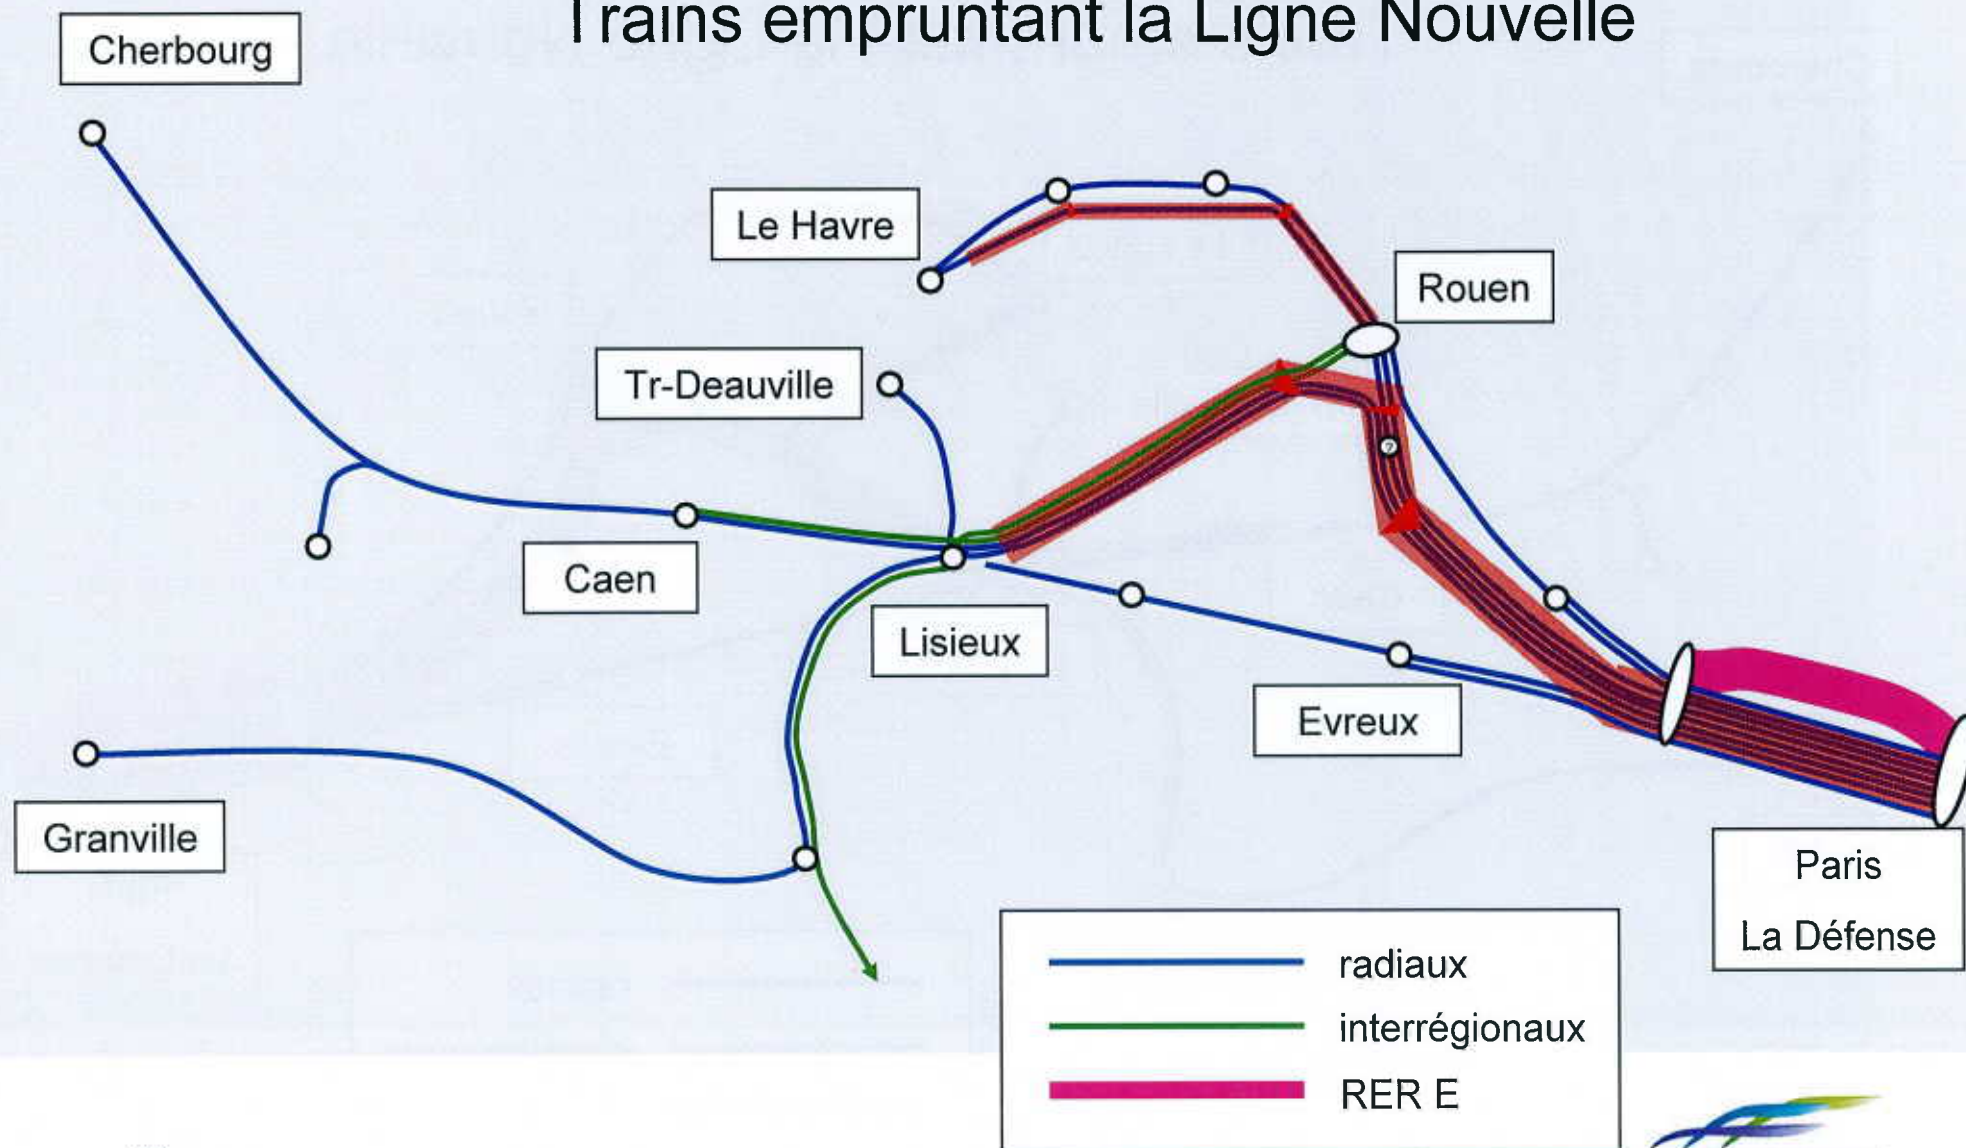 Trains empruntant la Ligne Nouvelle
Cherbourg
Le Havre
Rouen
Tr-Deauville
?
Caen
Lisieux
Evreux
Granville
Paris
La Défense
radiaux
interrégionaux
RER E